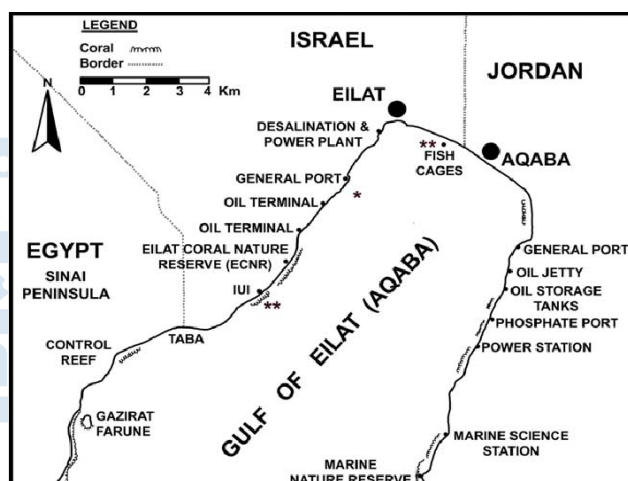 LEGEND
Coral
Border
0 1 2 3 4 Km
N
ISRAEL
JORDAN
EILAT
DESALINATION &
POWER PLANT
**
FISH
CAGES
AQABA
GENERAL PORT
*
OIL TERMINAL
OIL TERMINAL
EILAT CORAL NATURE
RESERVE (ECNR)
IUI
**
EGYPT
SINAI
PENINSULA
TABA
CONTROL
REEF
GAZIRAT
FARUNE
GULF OF EILAT (AQABA)
GENERAL PORT
OIL JETTY
OIL STORAGE
TANKS
PHOSPHATE PORT
POWER STATION
MARINE SCIENCE
STATION
MARINE
NATURE RESERVE